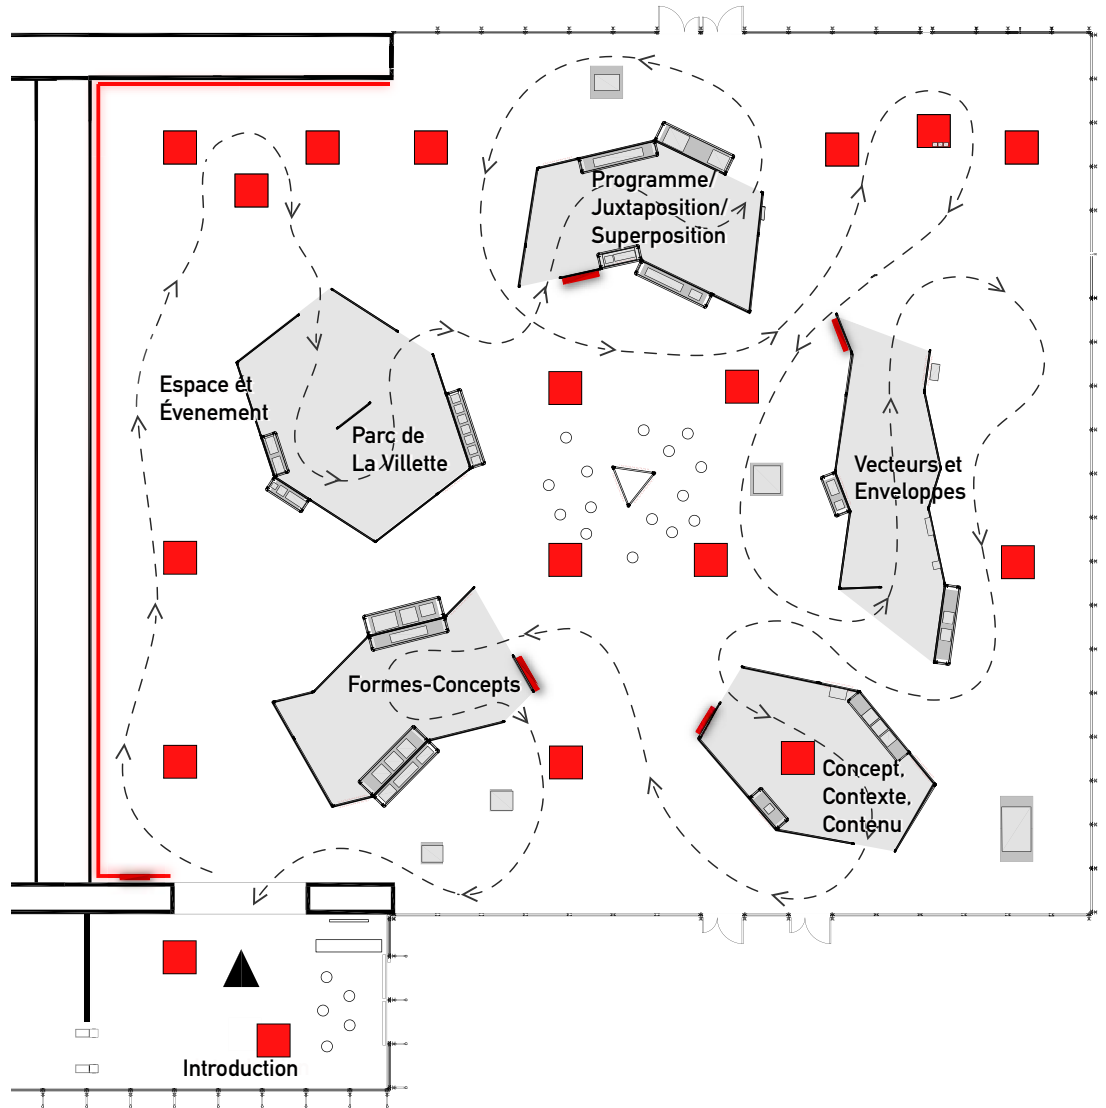 Programme/
Juxtaposition/
Superposition
Espace et
Évenement
Parc de
La Villette
Vecteurs et
Enveloppes
Formes-Concepts
Concept,
Contexte,
Contenu
Introduction